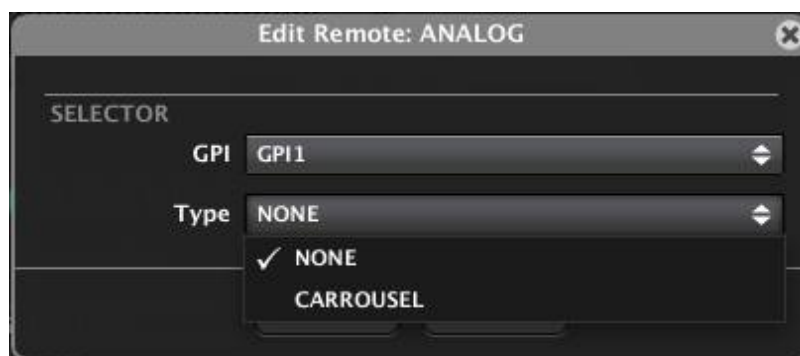 Edit Remote: ANALOG
SELECTOR
GPI GPI1
Type NONE
✓ NONE
CARROUSEL